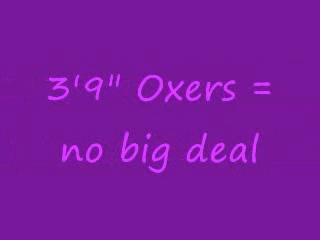 3'9" Oxers =
no big deal